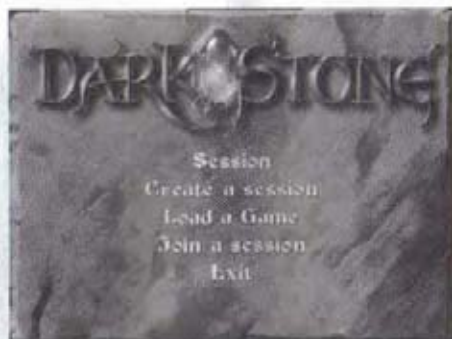 DARKSTONE
Session
Create a session
Load a Game
Join a session
Exit